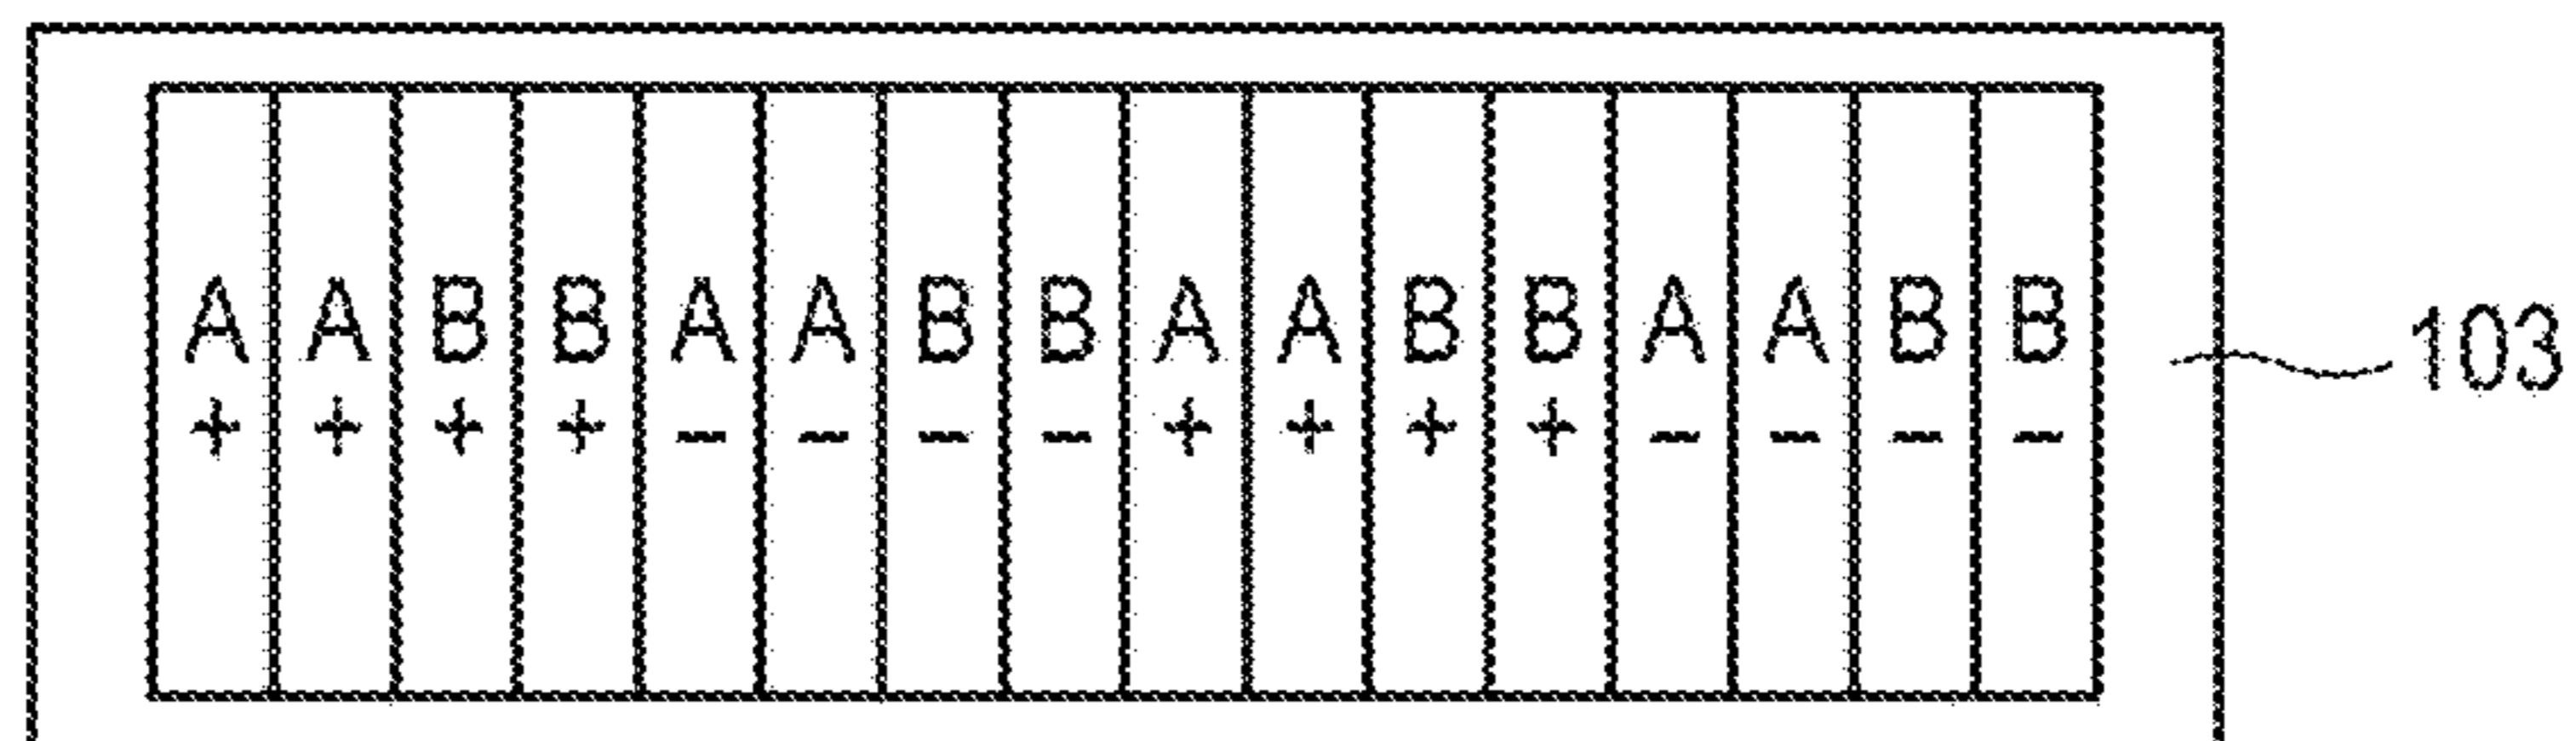 A A B B A A B B A A B B A A B B
+ + + + − − − − + + + + − − − −
103